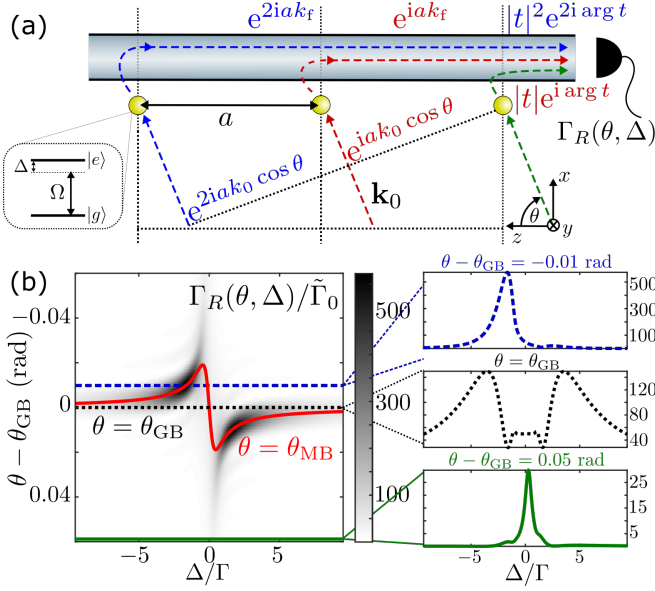 (a)
e^{2iak_f}
e^{iak_f}
|t|^2 e^{2i arg t}
|t|e^{i arg t}
a
Γ_R(θ, Δ)
Δ
|e⟩
Ω
|g⟩
e^{2iak_0 cos θ}
e^{iak_0 cos θ}
k_0
x
θ
z
y
(b)
Γ_R(θ, Δ)/Γ̃_0
θ − θ_GB (rad)
−0.04
0
0.04
θ = θ_GB
θ = θ_MB
−5
0
5
Δ/Γ
500
300
100
θ − θ_GB = −0.01 rad
500
300
100
θ = θ_GB
120
80
40
θ − θ_GB = 0.05 rad
25
15
5
−5
0
5
Δ/Γ